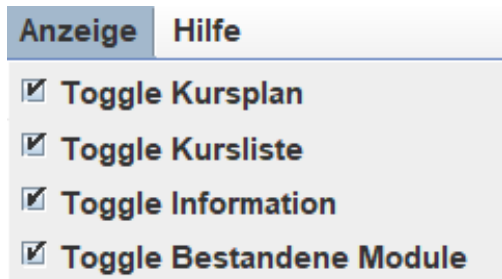 Anzeige Hilfe
Toggle Kursplan
Toggle Kursliste
Toggle Information
Toggle Bestandene Module